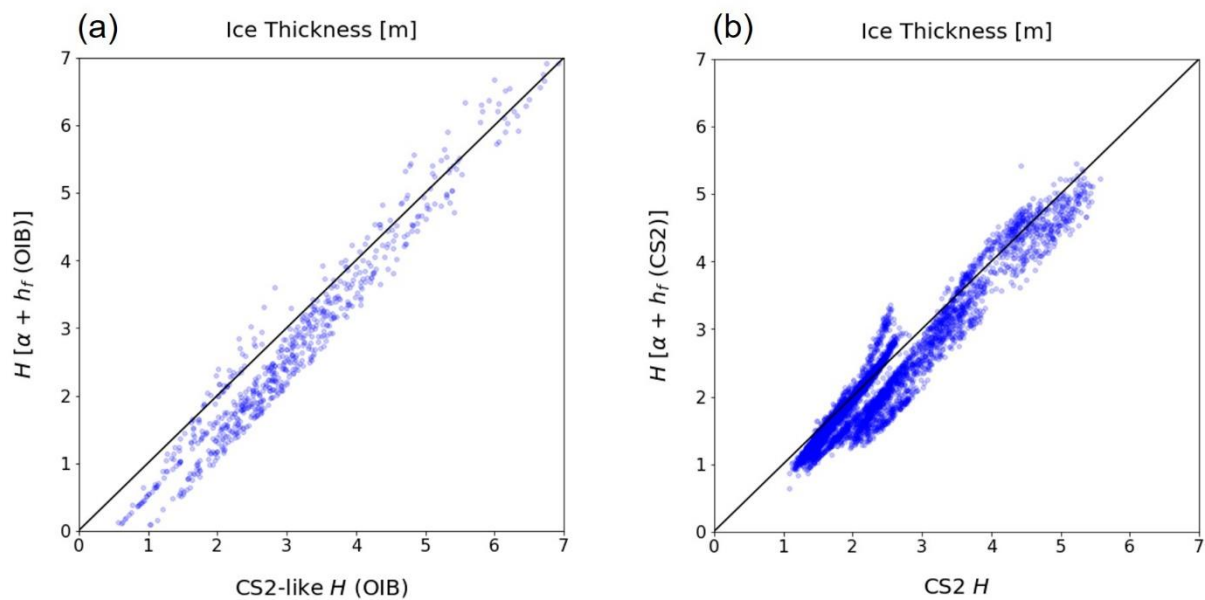 (a)
Ice Thickness [m]
7
6
5
4
3
2
1
0
H [α + h_f (OIB)]
0 1 2 3 4 5 6 7
CS2-like H (OIB)
(b)
Ice Thickness [m]
7
6
5
4
3
2
1
0
H [α + h_f (CS2)]
0 1 2 3 4 5 6 7
CS2 H